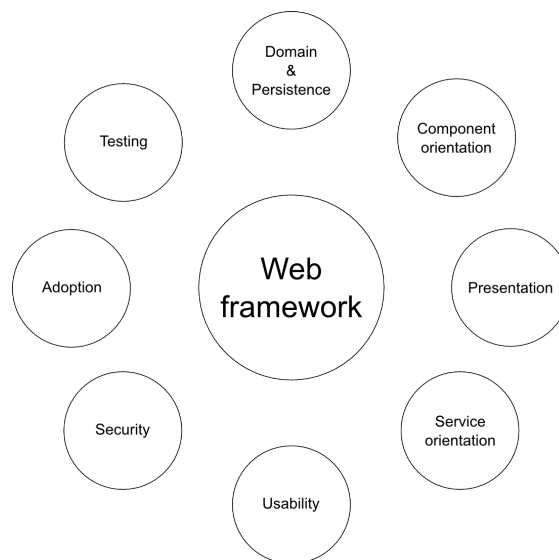 Domain
&
Persistence
Component
orientation
Testing
Web
framework
Adoption
Presentation
Security
Service
orientation
Usability